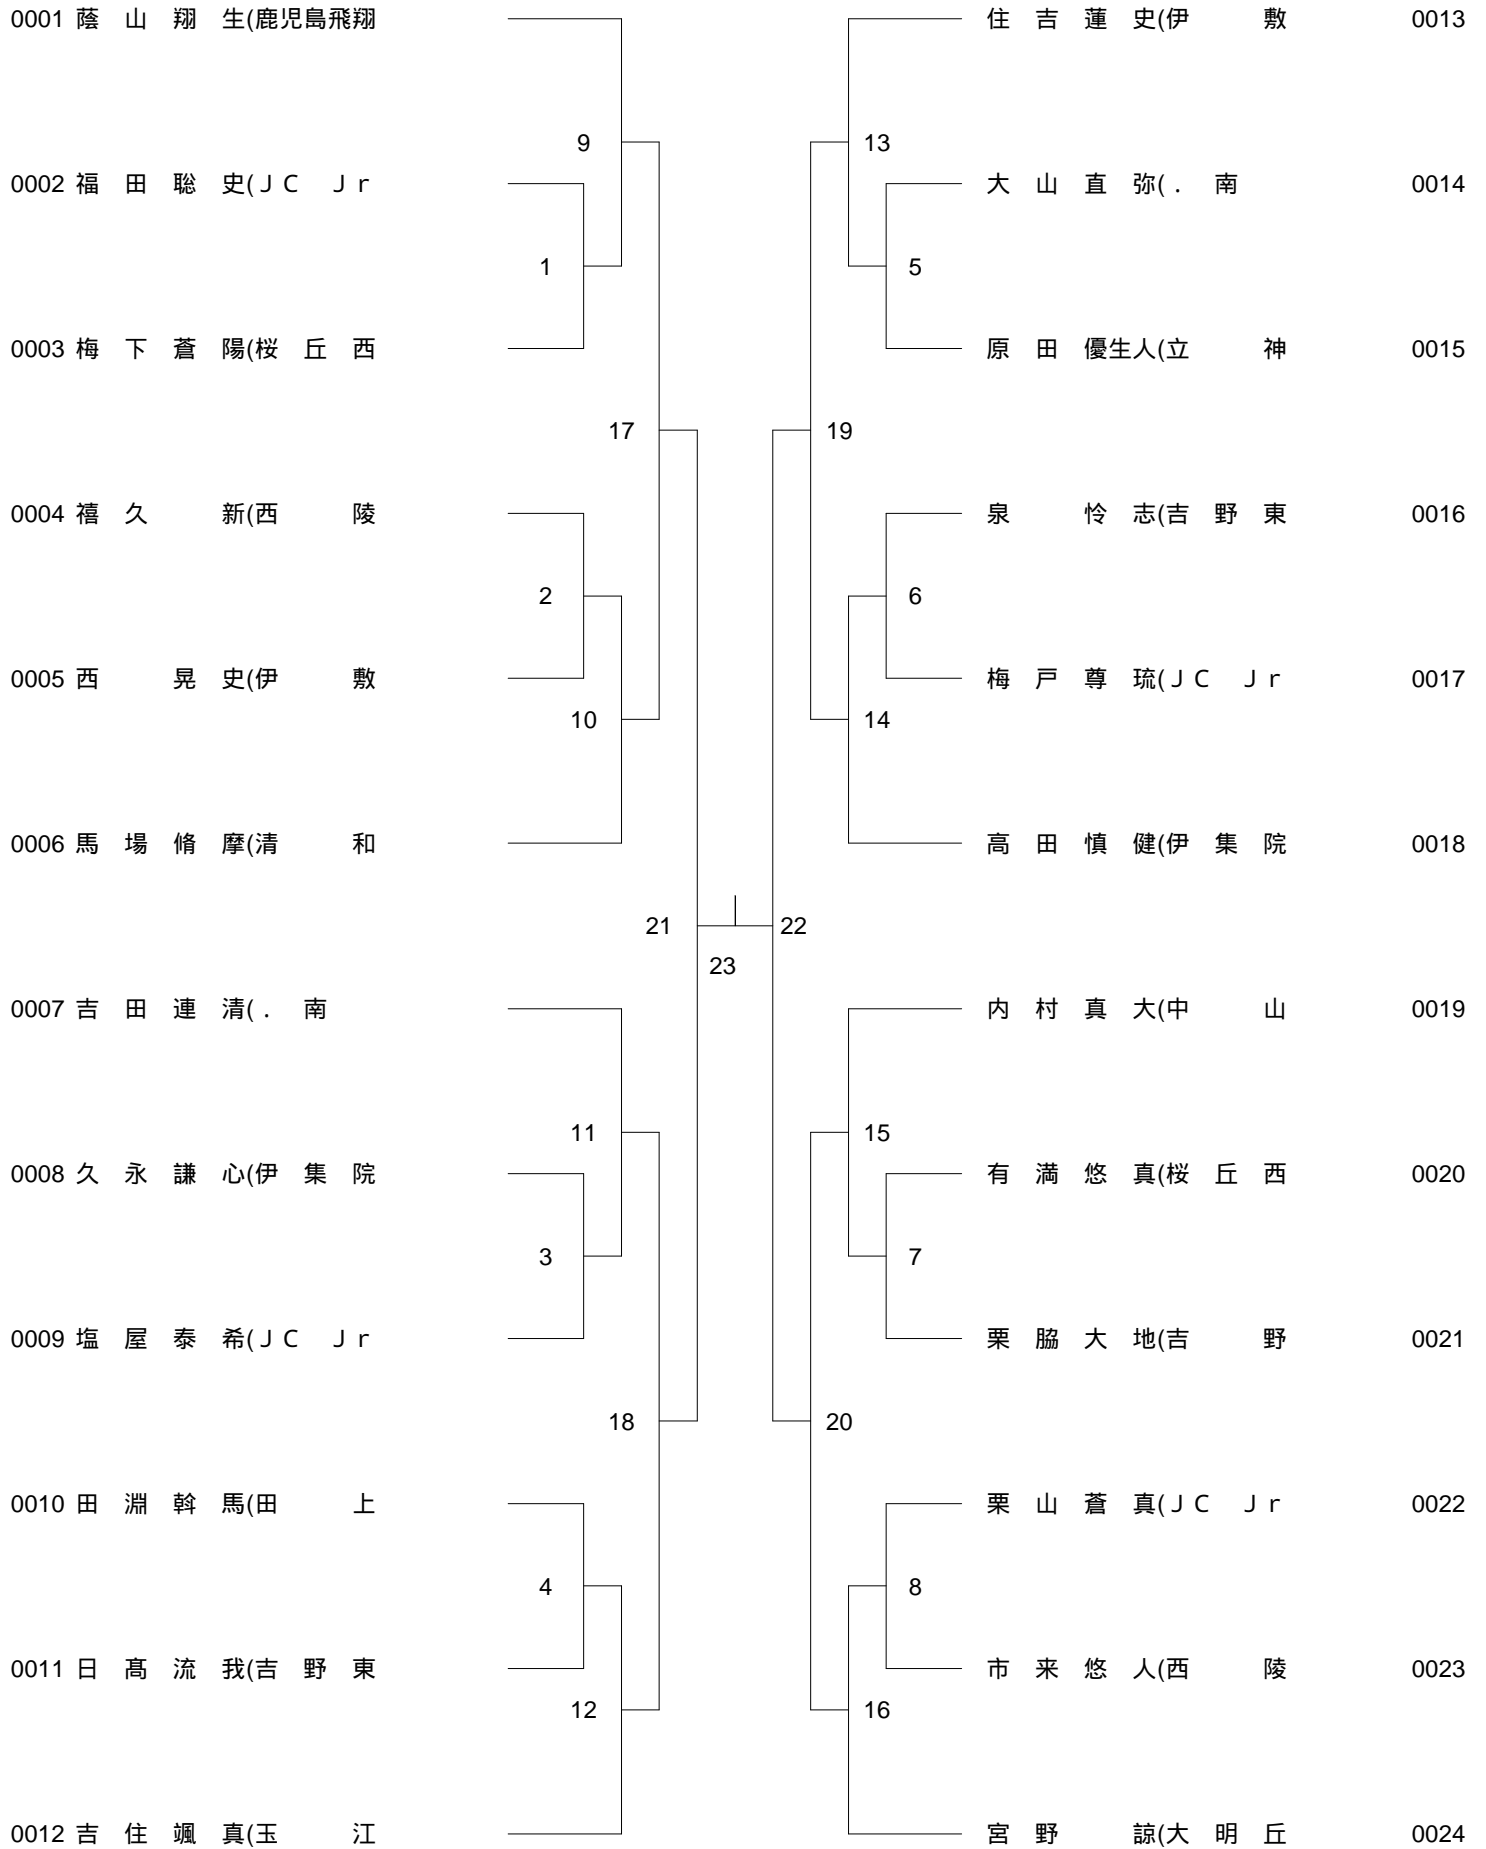 0001 蔭 山 翔 生(鹿児島飛翔
9
0002 福 田 聡 史(ＪＣ Ｊｒ
1
0003 梅 下 蒼 陽(桜 丘 西
17
0004 禧 久 新(西 陵
2
0005 西 晃 史(伊 敷
10
0006 馬 場 脩 摩(清 和
21
23
0007 吉 田 連 清(． 南
11
0008 久 永 謙 心(伊 集 院
3
0009 塩 屋 泰 希(ＪＣ Ｊｒ
18
0010 田 淵 斡 馬(田 上
4
0011 日 髙 流 我(吉 野 東
12
0012 吉 住 颯 真(玉 江
住 吉 蓮 史(伊 敷 0013
13
大 山 直 弥(． 南 0014
5
原 田 優生人(立 神 0015
19
泉 怜 志(吉 野 東 0016
6
梅 戸 尊 琉(ＪＣ Ｊｒ 0017
14
高 田 慎 健(伊 集 院 0018
22
内 村 真 大(中 山 0019
15
有 満 悠 真(桜 丘 西 0020
7
栗 脇 大 地(吉 野 0021
20
栗 山 蒼 真(ＪＣ Ｊｒ 0022
8
市 来 悠 人(西 陵 0023
16
宮 野 諒(大 明 丘 0024